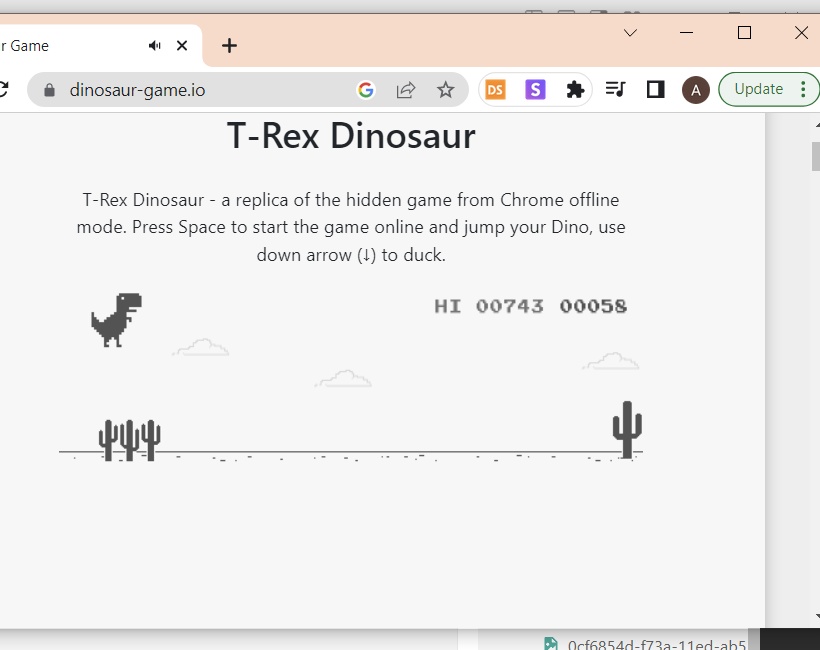 r Game
dinosaur-game.io
DS
S
A
Update
T-Rex Dinosaur
T-Rex Dinosaur - a replica of the hidden game from Chrome offline
mode. Press Space to start the game online and jump your Dino, use
down arrow (↓) to duck.
HI 00743 00058
0cf6854d-f73a-11ed-ab5